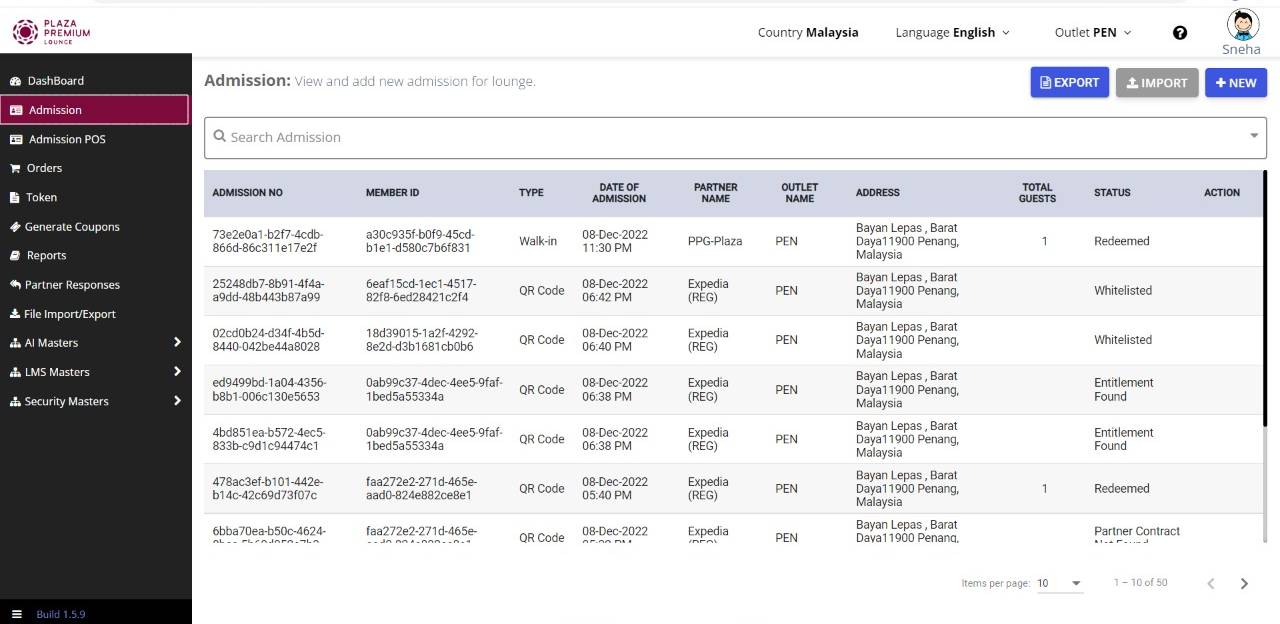 PLAZA
PREMIUM
LOUNGE
Country Malaysia
Language English
Outlet PEN
Sneha
DashBoard
Admission
Admission POS
Orders
Token
Generate Coupons
Reports
Partner Responses
File Import/Export
AI Masters
LMS Masters
Security Masters
Build 1.5.9
Admission: View and add new admission for lounge.
EXPORT
IMPORT
+ NEW
Search Admission
ADMISSION NO MEMBER ID TYPE DATE OF ADMISSION PARTNER NAME OUTLET NAME ADDRESS TOTAL GUESTS STATUS ACTION
73e2e0a1-b2f7-4cdb- a30c935f-b0f9-45cd- Walk-in 08-Dec-2022 PPG-Plaza PEN Bayan Lepas , Barat 1 Redeemed
866d-86c311e17e2f b1e1-d580c7b6f831 11:30 PM Daya11900 Penang,
Malaysia
25248db7-8b91-4f4a- 6eaf15cd-1ec1-4517- QR Code 08-Dec-2022 Expedia PEN Bayan Lepas , Barat Whitelisted
a9dd-48b443b87a99 82f8-6ed28421c2f4 06:42 PM (REG) Daya11900 Penang,
Malaysia
02cd0b24-d34f-4b5d- 18d39015-1a2f-4292- QR Code 08-Dec-2022 Expedia PEN Bayan Lepas , Barat Whitelisted
8440-042be44a8028 8e2d-d3b1681cb0b6 06:40 PM (REG) Daya11900 Penang,
Malaysia
ed9499bd-1a04-4356- 0ab99c37-4dec-4ee5-9faf- QR Code 08-Dec-2022 Expedia PEN Bayan Lepas , Barat Entitlement
b8b1-006c130e5653 1bed5a55334a 06:38 PM (REG) Daya11900 Penang, Found
Malaysia
4bd851ea-b572-4ec5- 0ab99c37-4dec-4ee5-9faf- QR Code 08-Dec-2022 Expedia PEN Bayan Lepas , Barat Entitlement
833b-c9d1c94474c1 1bed5a55334a 06:38 PM (REG) Daya11900 Penang, Found
Malaysia
478ac3ef-b101-442e- faa272e2-271d-465e- QR Code 08-Dec-2022 Expedia PEN Bayan Lepas , Barat 1 Redeemed
b14c-42c69d73f07c aad0-824e882ce8e1 05:40 PM (REG) Daya11900 Penang,
Malaysia
6bba70ea-b50c-4624- faa272e2-271d-465e- QR Code 08-Dec-2022 Expedia PEN Bayan Lepas , Barat Partner Contract
Daya11900 Penang,
Items per page: 10 1 – 10 of 50